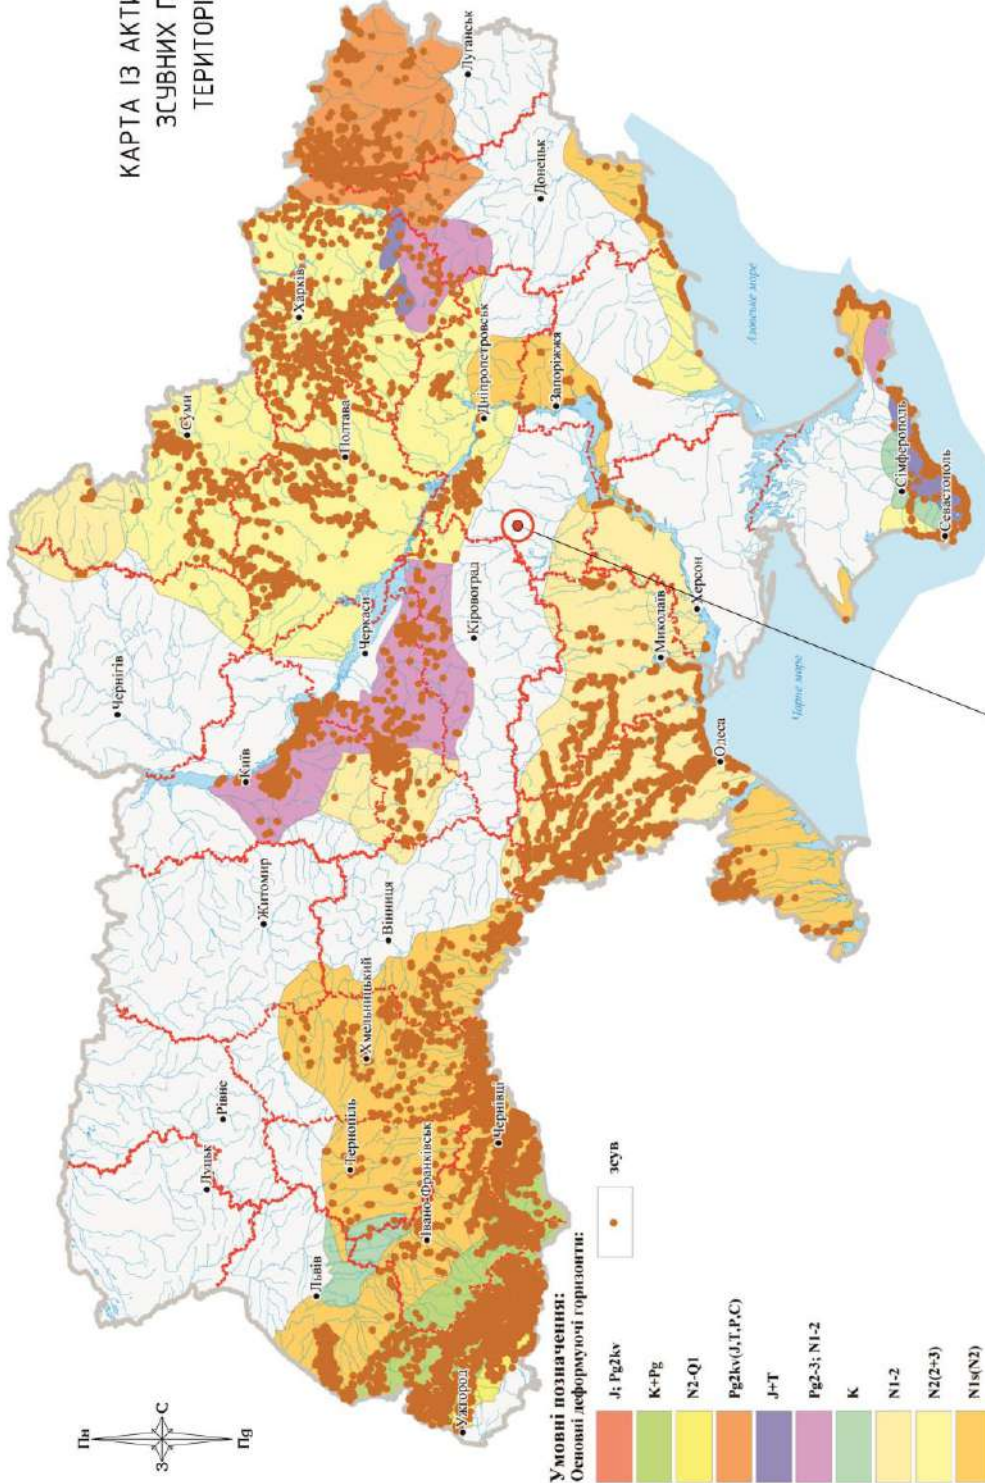 КАРТА ІЗ АКТИ
ЗСУВНИХ П
ТЕРИТОРІ
Пн
З
С
Пд
Луганськ
Донецьк
Харків
Суми
Полтава
Дніпропетровськ
Запоріжжя
Азовське море
Сімферополь
Севастополь
Чернігів
Київ
Черкаси
Кіровоград
Миколаїв
Херсон
Одеса
Чорне море
Житомир
Вінниця
Хмельницький
Рівне
Луцьк
Тернопіль
Чернівці
Івано-Франківськ
Львів
Ужгород
Умовні позначення:
Основні деформуючі горизонти:
зсув
J; Pg2kv
K+Pg
N2-Q1
Pg2kv(J,T,P,C)
J+T
Pg2-3; N1-2
K
N1-2
N2(2+3)
N1s(N2)